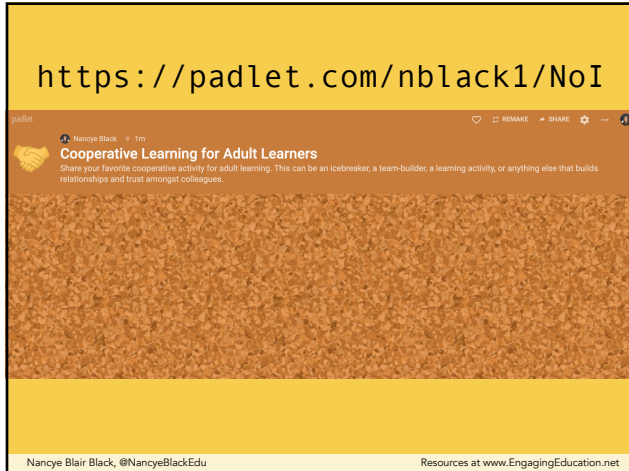 https://padlet.com/nblack1/NoI
padlet
REMAKE SHARE
Nancye Black 1m
Cooperative Learning for Adult Learners
Share your favorite cooperative activity for adult learning. This can be an icebreaker, a team-builder, a learning activity, or anything else that builds
relationships and trust amongst colleagues.
Nancye Blair Black, @NancyeBlackEdu Resources at www.EngagingEducation.net